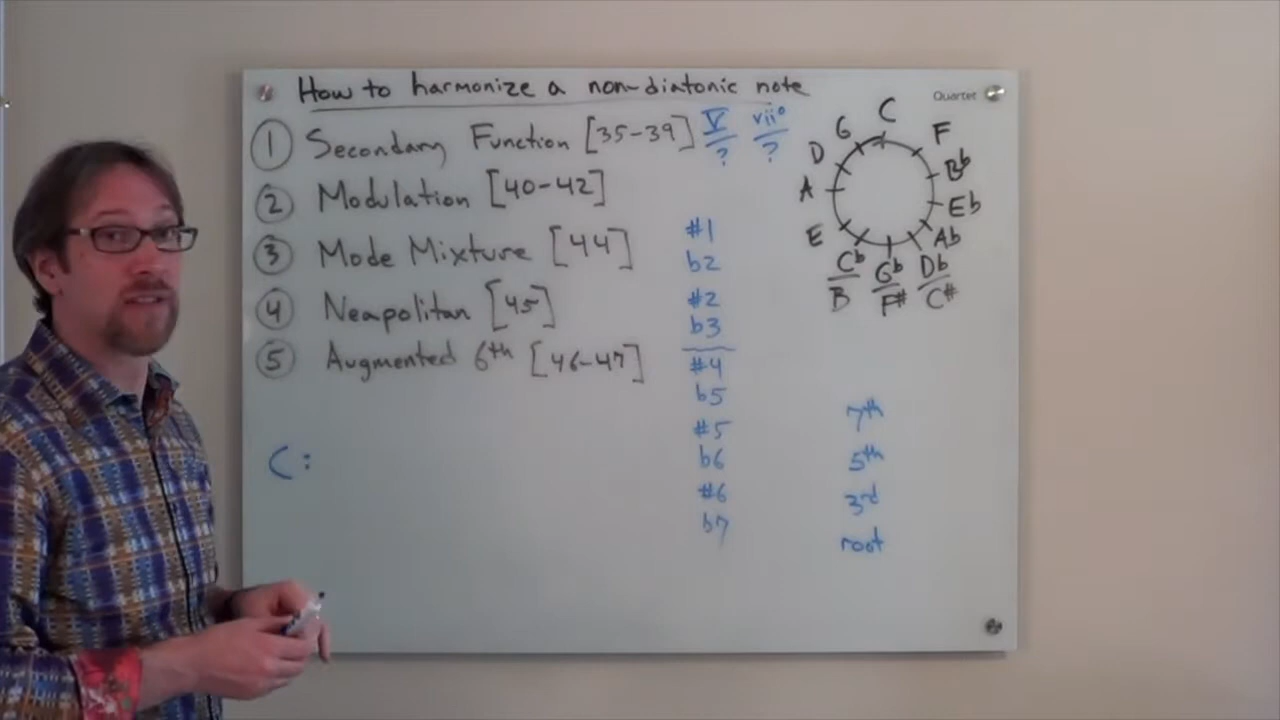 How to harmonize a non-diatonic note
Quartet
① Secondary Function [35-39] V/? vii°/?
② Modulation [40-42]
③ Mode Mixture [44]
④ Neapolitan [45]
⑤ Augmented 6th [46-47]
C:
#1
b2
#2
b3
#4
b5
#5
b6
#6
b7
C
F
Bb
Eb
Ab
Db
C#
Gb
F#
Cb
B
E
A
D
G
7th
5th
3rd
root